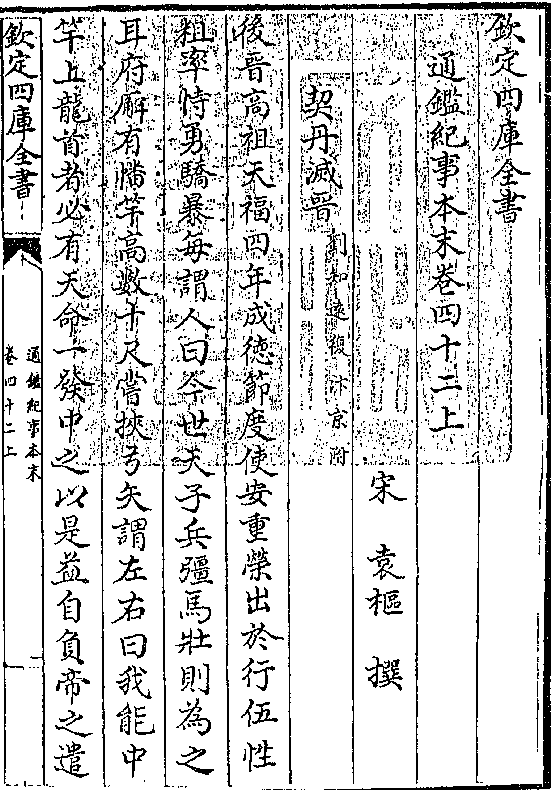 欽定四庫全書
通鑑紀事本末卷四十二上
宋　袁樞　撰
契丹滅晉劉知遠復汴京附
後晉髙祖天福四年成徳節度使安重榮出於行伍性
粗率恃勇驕暴每謂人曰今世天子兵彊馬壯則為之
耳府廨有幡竿髙數十尺嘗挾弓矢謂左右曰我能中
竿上龍首者必有天命一發中之以是益自負帝之遣
欽定四庫全書
通鑑紀事本末
卷四十二上
一